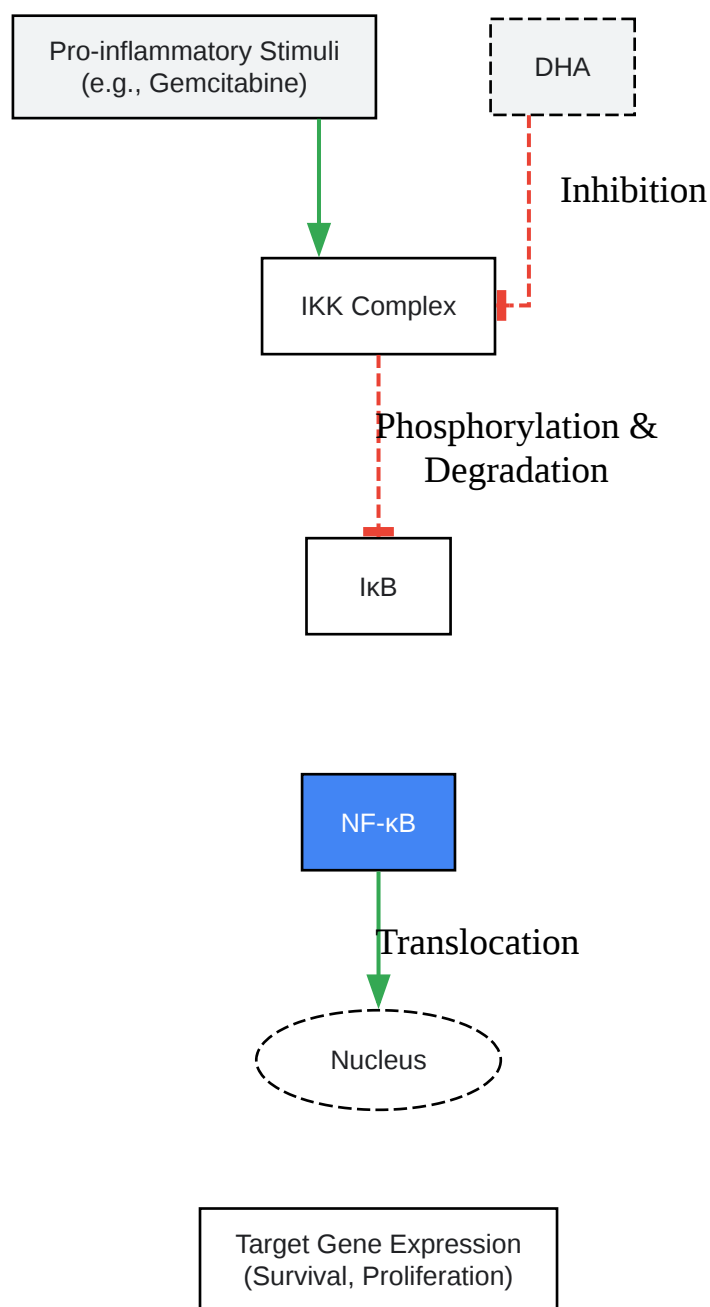 Pro-inflammatory Stimuli
(e.g., Gemcitabine)
DHA
Inhibition
IKK Complex
Phosphorylation &
Degradation
IκB
NF-κB
Translocation
Nucleus
Target Gene Expression
(Survival, Proliferation)